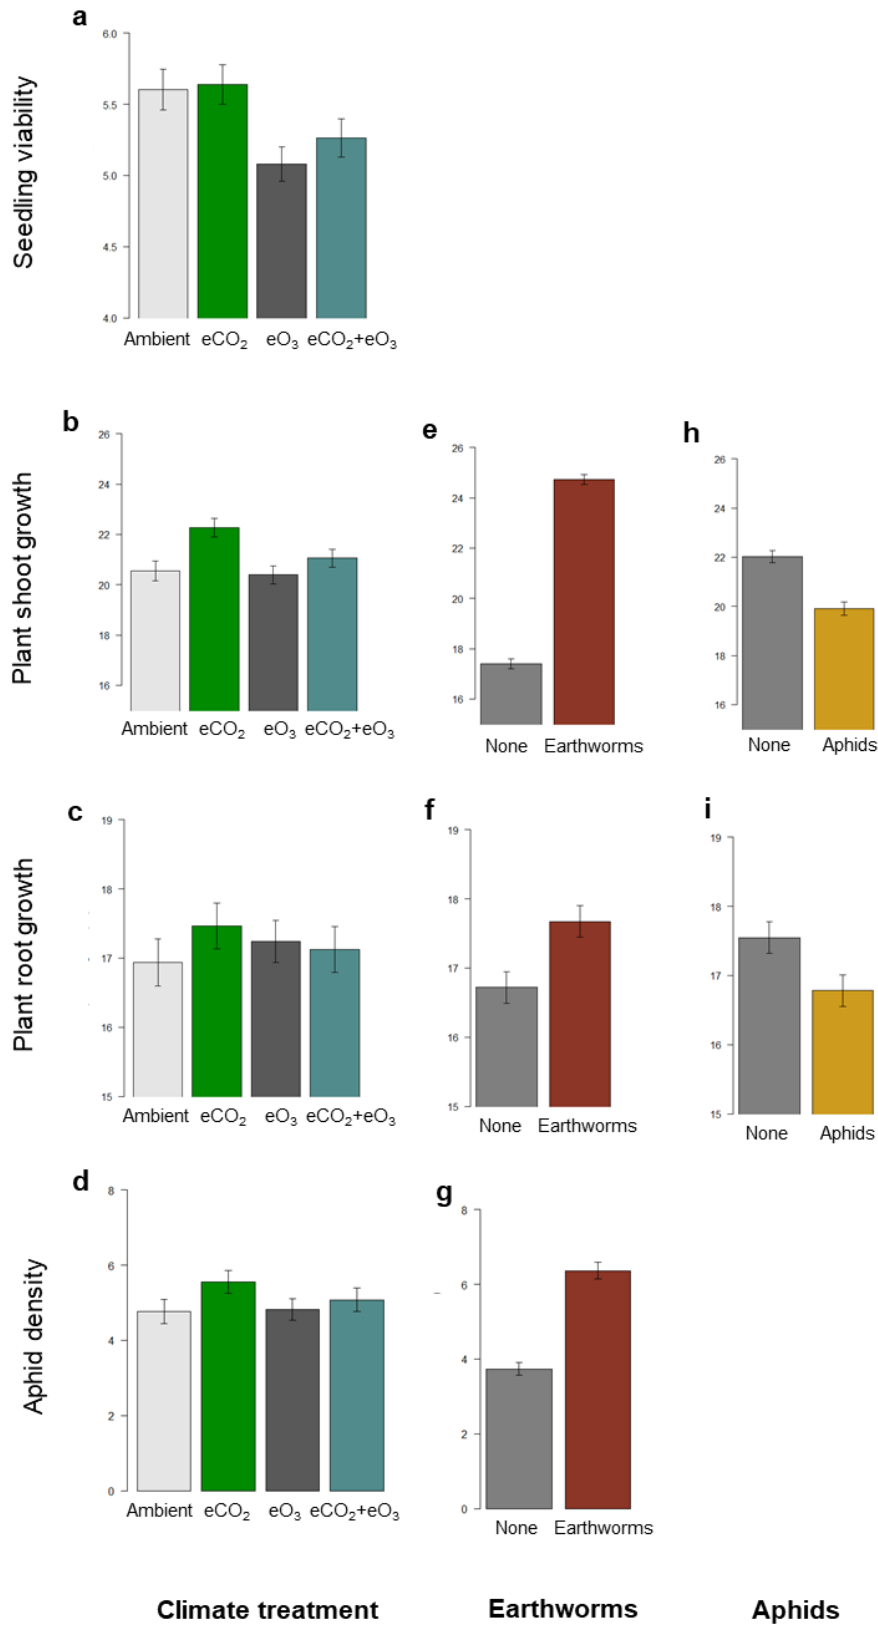 a
Seedling viability
6.0
5.5
5.0
4.5
4.0
Ambient eCO₂ eO₃ eCO₂+eO₃
b
Plant shoot growth
26
24
22
20
18
16
Ambient eCO₂ eO₃ eCO₂+eO₃
e
26
24
22
20
18
16
None Earthworms
h
26
24
22
20
18
16
None Aphids
c
Plant root growth
19
18
17
16
15
Ambient eCO₂ eO₃ eCO₂+eO₃
f
19
18
17
16
15
None Earthworms
i
19
18
17
16
15
None Aphids
d
Aphid density
8
6
4
2
0
Ambient eCO₂ eO₃ eCO₂+eO₃
g
8
6
4
2
0
None Earthworms
Climate treatment Earthworms Aphids